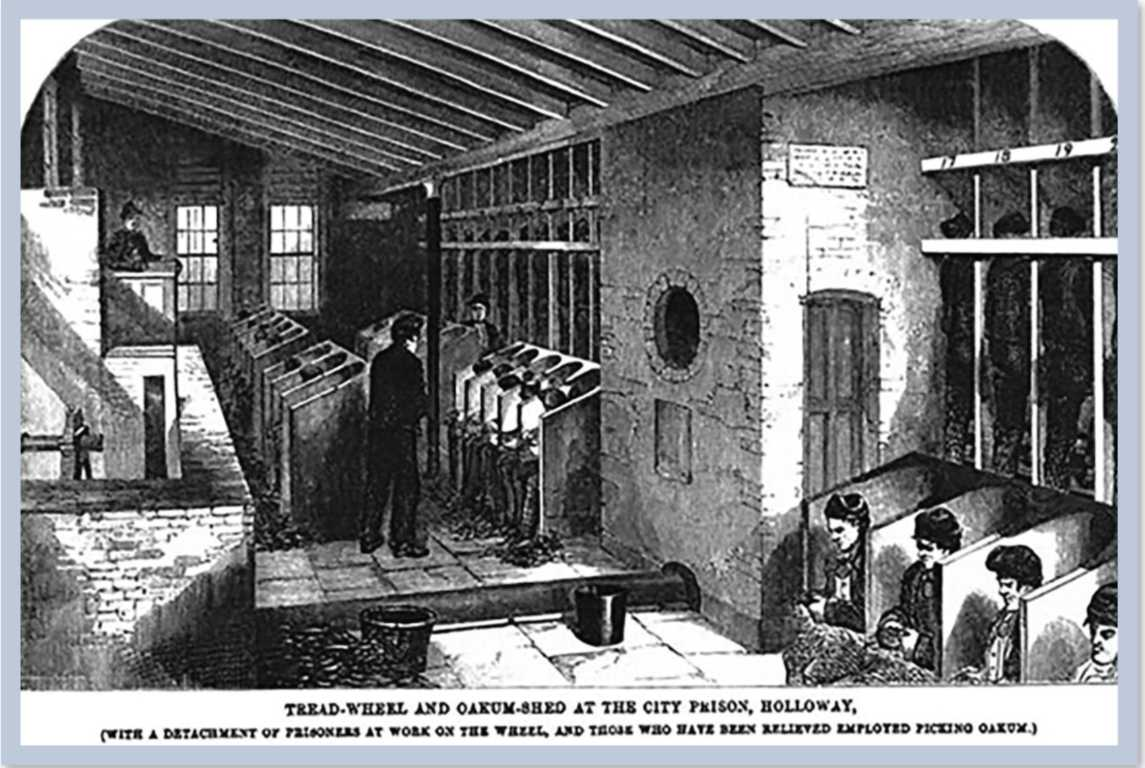 17 18 19
TREAD-WHEEL AND OAKUM-SHED AT THE CITY PRISON, HOLLOWAY,
(WITH A DETACHMENT OF PRISONERS AT WORK ON THE WHEEL, AND THOSE WHO HAVE BEEN RELIEVED EMPLOYED PICKING OAKUM.)